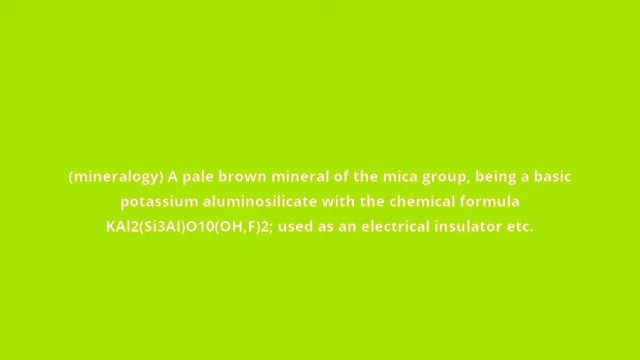 (mineralogy) A pale brown mineral of the mica group, being a basic
potassium aluminosilicate with the chemical formula
KAl2(Si3Al)O10(OH,F)2; used as an electrical insulator etc.